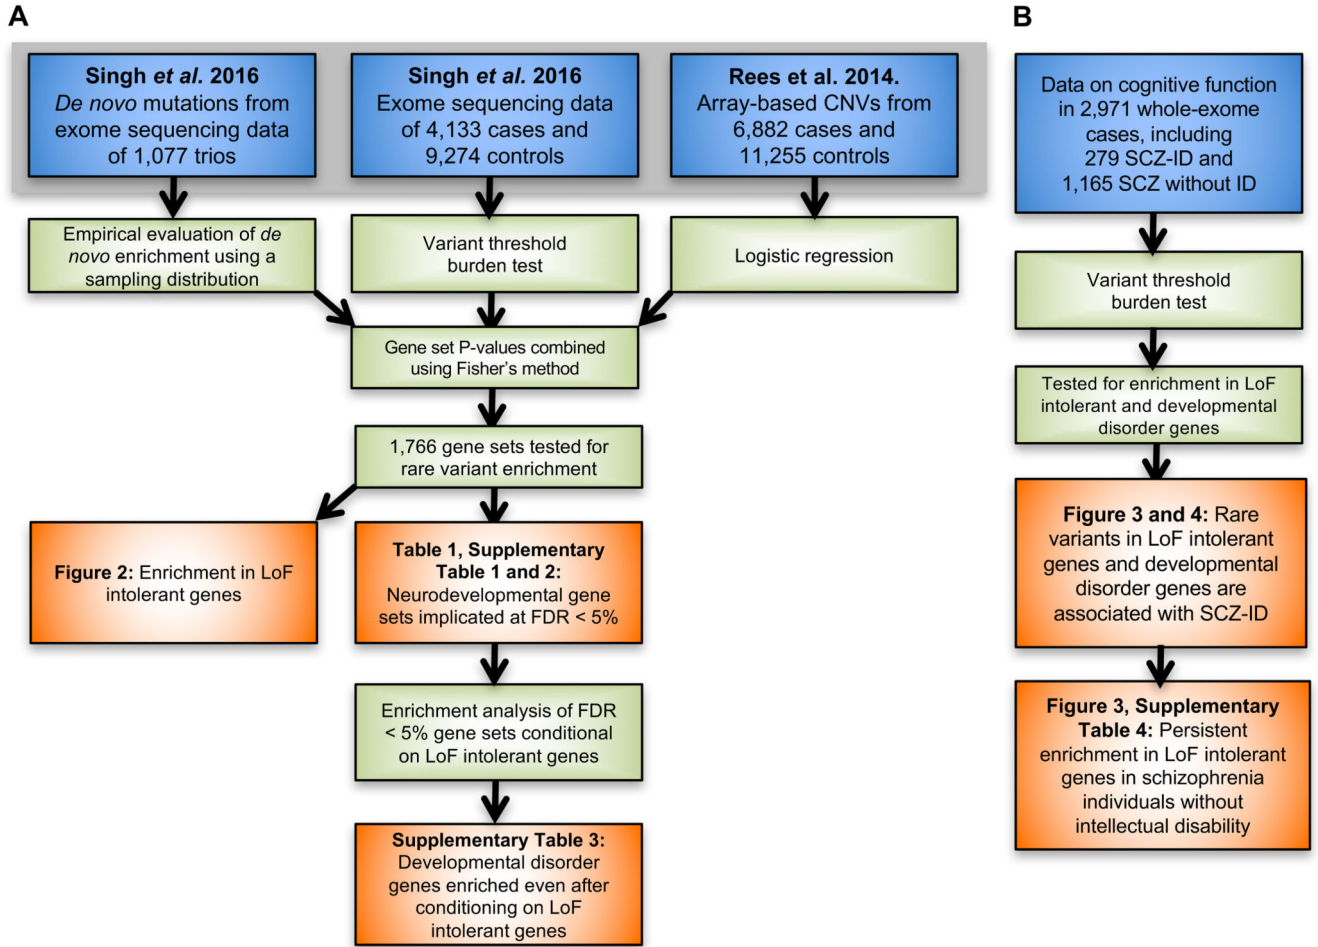 A
Singh et al. 2016
De novo mutations from
exome sequencing data
of 1,077 trios
Singh et al. 2016
Exome sequencing data
of 4,133 cases and
9,274 controls
Rees et al. 2014.
Array-based CNVs from
6,882 cases and
11,255 controls
Empirical evaluation of de
novo enrichment using a
sampling distribution
Variant threshold
burden test
Logistic regression
Gene set P-values combined
using Fisher's method
1,766 gene sets tested for
rare variant enrichment
Figure 2: Enrichment in LoF
intolerant genes
Table 1, Supplementary
Table 1 and 2:
Neurodevelopmental gene
sets implicated at FDR < 5%
Enrichment analysis of FDR
< 5% gene sets conditional
on LoF intolerant genes
Supplementary Table 3:
Developmental disorder
genes enriched even after
conditioning on LoF
intolerant genes
B
Data on cognitive function
in 2,971 whole-exome
cases, including
279 SCZ-ID and
1,165 SCZ without ID
Variant threshold
burden test
Tested for enrichment in LoF
intolerant and developmental
disorder genes
Figure 3 and 4: Rare
variants in LoF intolerant
genes and developmental
disorder genes are
associated with SCZ-ID
Figure 3, Supplementary
Table 4: Persistent
enrichment in LoF intolerant
genes in schizophrenia
individuals without
intellectual disability